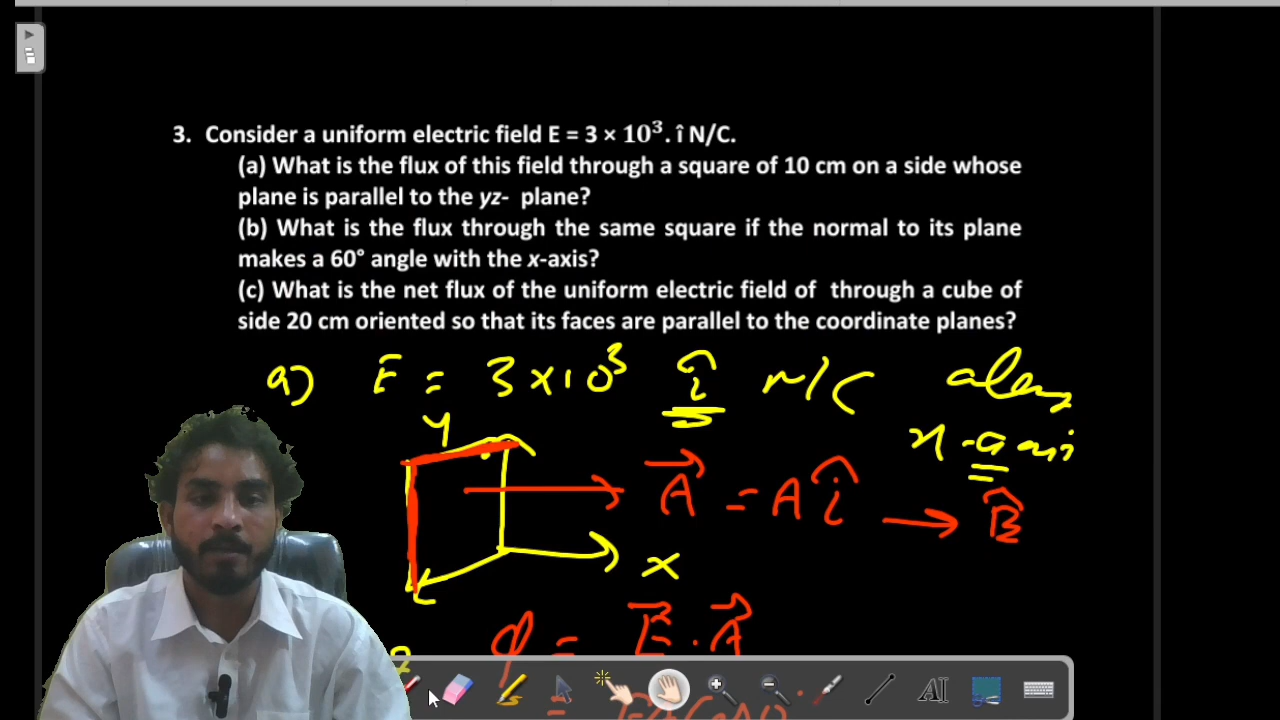 3. Consider a uniform electric field E = 3 × 10³. î N/C.
(a) What is the flux of this field through a square of 10 cm on a side whose
plane is parallel to the yz- plane?
(b) What is the flux through the same square if the normal to its plane
makes a 60° angle with the x-axis?
(c) What is the net flux of the uniform electric field of through a cube of
side 20 cm oriented so that its faces are parallel to the coordinate planes?
a) E = 3 × 10³ î N/C along
x-axis
y
A = A î → B
x
φ = E . A
AI